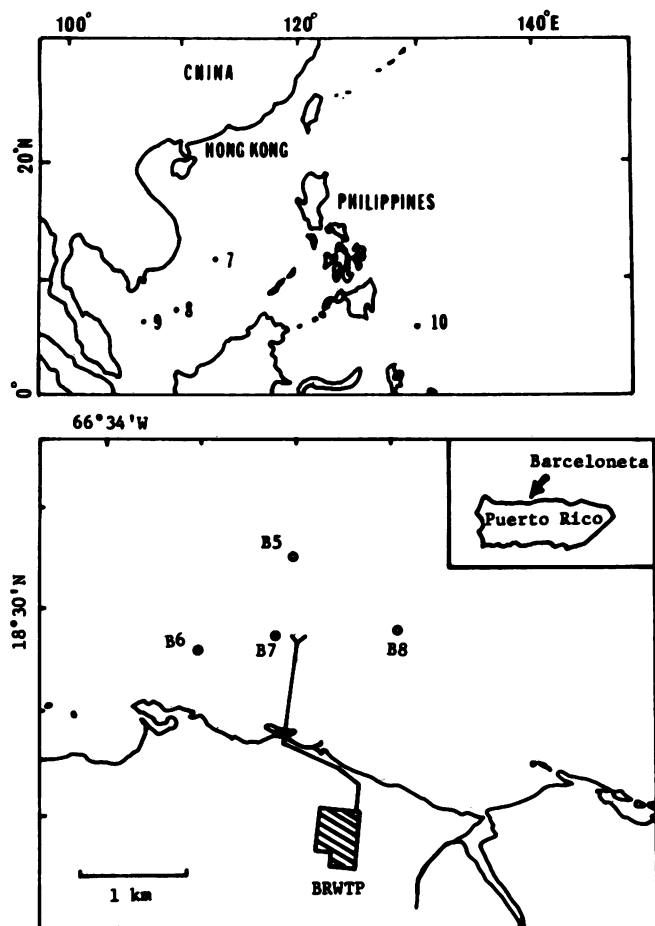 100° 120° 140°E
CHINA
HONG KONG
20°N
PHILIPPINES
7
8
9
10
0°
66°34'W
Barceloneta
Puerto Rico
B5
18°30'N
B6
B7
B8
1 km
BRWTP